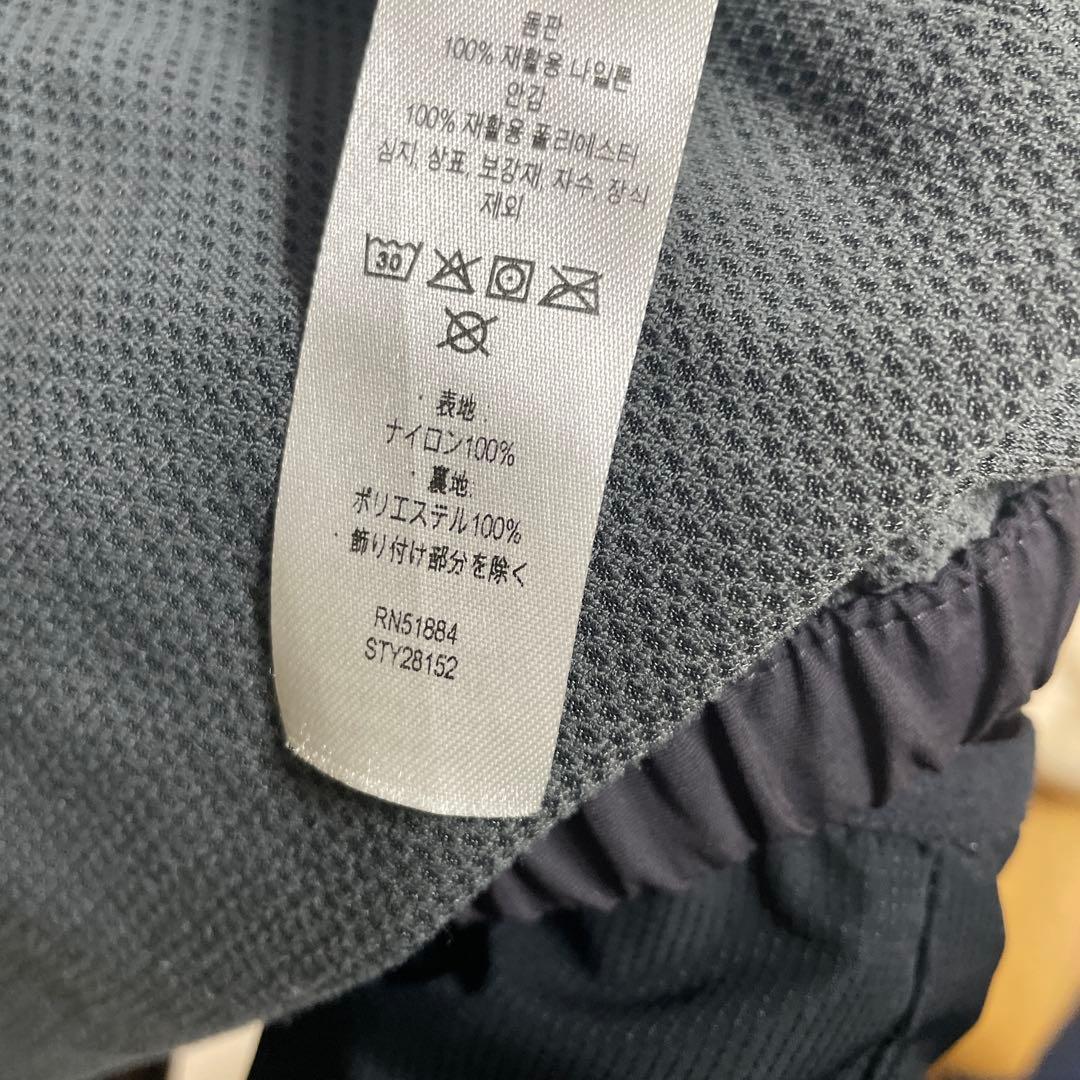 몸판
100% 재활용 나일론
안감
100% 재활용 폴리에스터
심지, 상표, 보강재, 자수, 장식
제외
30
· 表地 :
ナイロン100%
· 裏地:
ポリエステル100%
· 飾り付け部分を除く
RN51884
STY28152